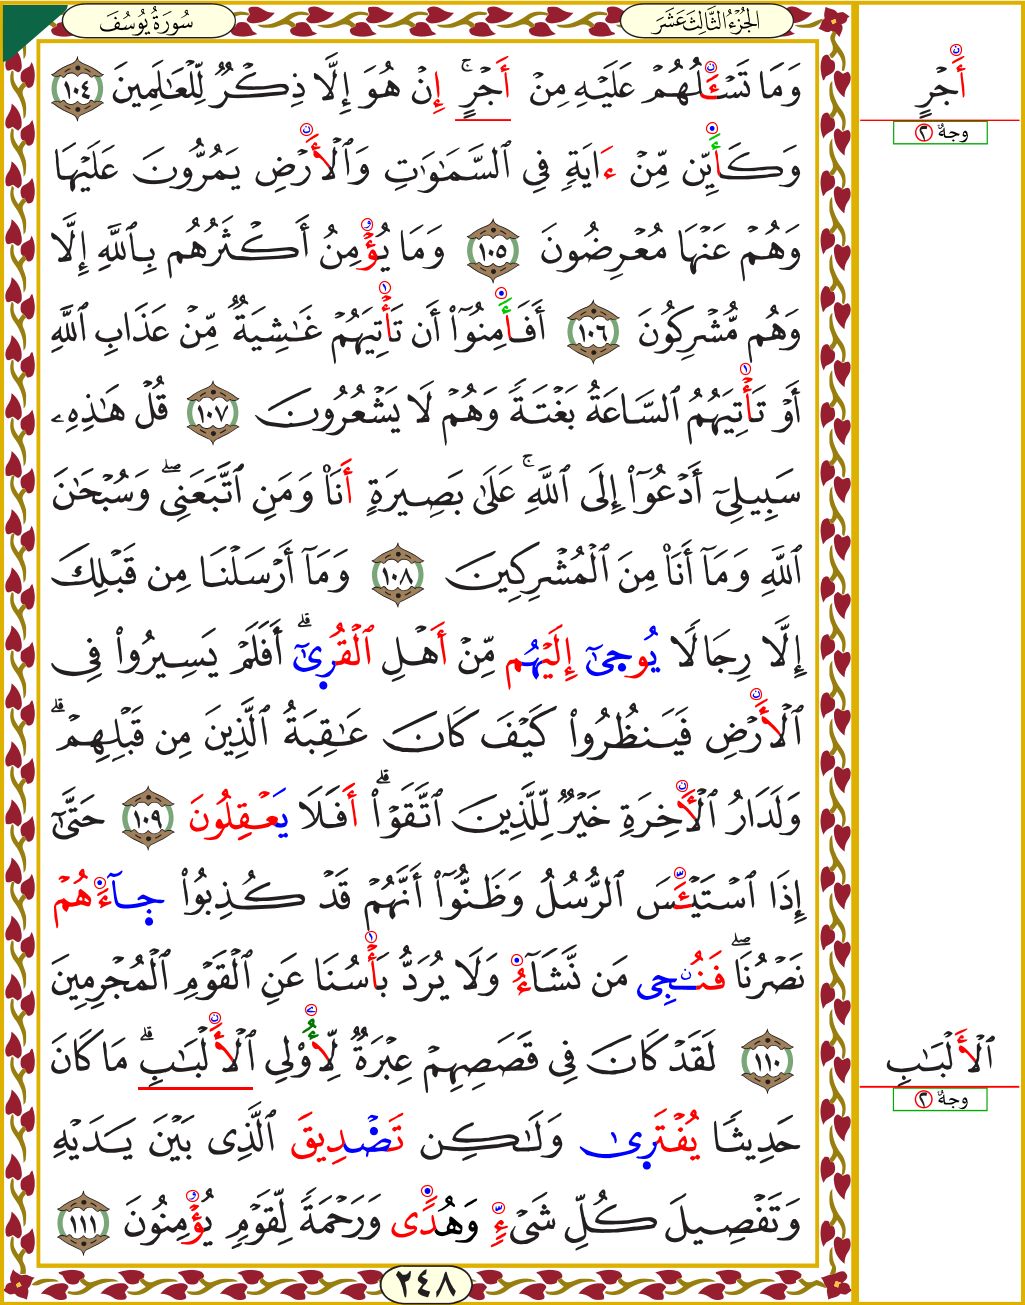 سُورَةُ يُوسُفَ
الجُزْءُ الثَّالِثَ عَشَرَ
وَمَا تَسْـَٔلُهُمْ عَلَيْهِ مِنْ أَجْرٍ ۚ إِنْ هُوَ إِلَّا ذِكْرٌ لِّلْعَـٰلَمِينَ ١٠٤
وَكَأَيِّن مِّنْ ءَايَةٍ فِي ٱلسَّمَـٰوَٰتِ وَٱلْأَرْضِ يَمُرُّونَ عَلَيْهَا
وَهُمْ عَنْهَا مُعْرِضُونَ ١٠٥ وَمَا يُؤْمِنُ أَكْثَرُهُم بِٱللَّهِ إِلَّا
وَهُم مُّشْرِكُونَ ١٠٦ أَفَأَمِنُوٓا۟ أَن تَأْتِيَهُمْ غَـٰشِيَةٌ مِّنْ عَذَابِ ٱللَّهِ
أَوْ تَأْتِيَهُمُ ٱلسَّاعَةُ بَغْتَةً وَهُمْ لَا يَشْعُرُونَ ١٠٧ قُلْ هَـٰذِهِۦ
سَبِيلِيٓ أَدْعُوٓا۟ إِلَى ٱللَّهِ ۚ عَلَىٰ بَصِيرَةٍ أَنَا۠ وَمَنِ ٱتَّبَعَنِي ۖ وَسُبْحَـٰنَ
ٱللَّهِ وَمَآ أَنَا۠ مِنَ ٱلْمُشْرِكِينَ ١٠٨ وَمَآ أَرْسَلْنَا مِن قَبْلِكَ
إِلَّا رِجَالًا يُوحَىٰٓ إِلَيْهُم مِّنْ أَهْلِ ٱلْقُرَىٰٓ ۗ أَفَلَمْ يَسِيرُوا۟ فِي
ٱلْأَرْضِ فَيَنظُرُوا۟ كَيْفَ كَانَ عَـٰقِبَةُ ٱلَّذِينَ مِن قَبْلِهِمْ ۗ
وَلَدَارُ ٱلْأَخِرَةِ خَيْرٌ لِّلَّذِينَ ٱتَّقَوْا۟ ۗ أَفَلَا يَعْقِلُونَ ١٠٩ حَتَّىٰٓ
إِذَا ٱسْتَيْـَٔسَ ٱلرُّسُلُ وَظَنُّوٓا۟ أَنَّهُمْ قَدْ كُذِبُوا۟ جَآءَهُمْ
نَصْرُنَا ۖ فَنُـۨجِي مَن نَّشَآءُ وَلَا يُرَدُّ بَأْسُنَا عَنِ ٱلْقَوْمِ ٱلْمُجْرِمِينَ
١١٠ لَقَدْ كَانَ فِي قَصَصِهِمْ عِبْرَةٌ لِّأُو۟لِي ٱلْأَلْبَـٰبِ ۗ مَا كَانَ
حَدِيثًا يُفْتَرَىٰ وَلَـٰكِن تَصْدِيقَ ٱلَّذِي بَيْنَ يَدَيْهِ
وَتَفْصِيلَ كُلِّ شَيْءٍ وَهُدًى وَرَحْمَةً لِّقَوْمٍ يُؤْمِنُونَ ١١١
٢٤٨
أَجْرٍ
وجهٌ ٢
ٱلْأَلْبَـٰبِ
وجهٌ ٢